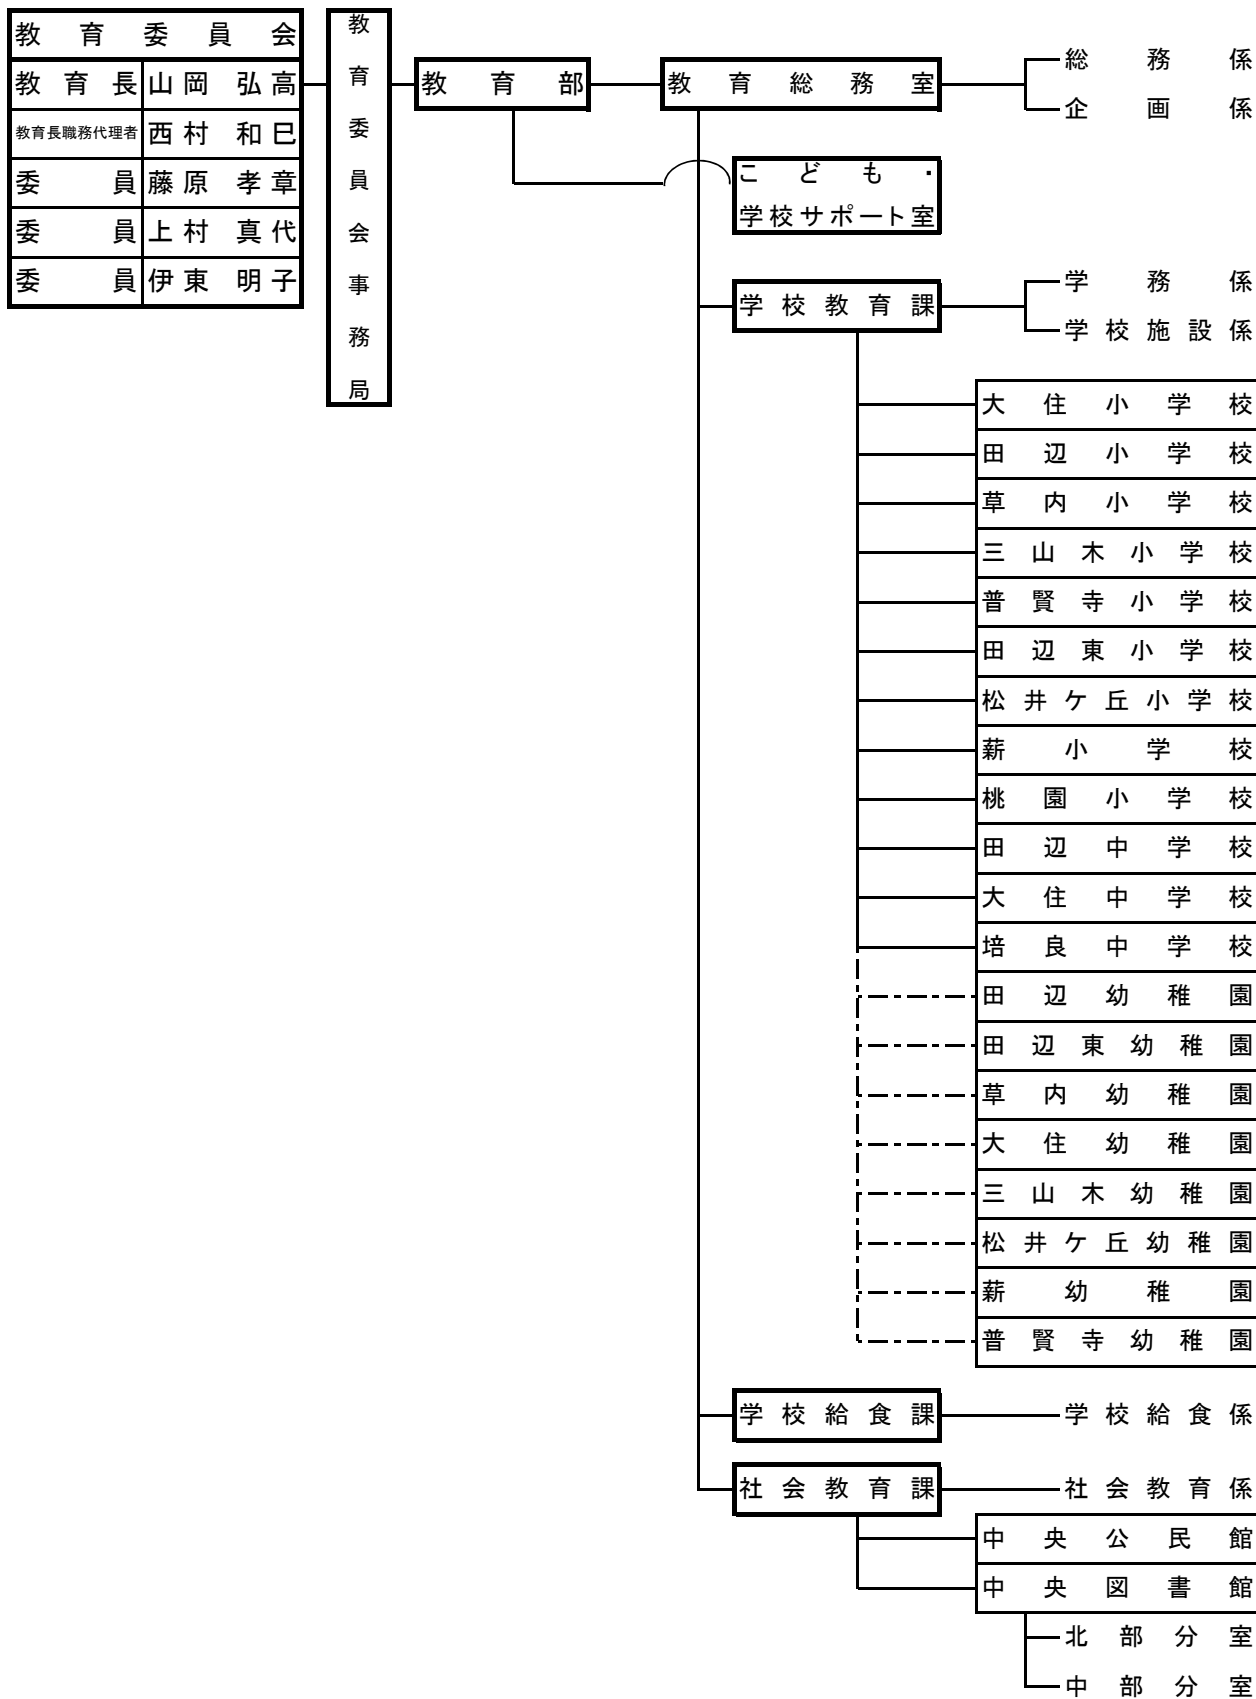 教育委員会
教育長 山岡 弘高
教育長職務代理者 西村 和巳
委員 藤原 孝章
委員 上村 真代
委員 伊東 明子
教育委員会事務局
教育部
教育総務室
総務係
企画係
こども・
学校サポート室
学校教育課
学務係
学校施設係
大住小学校
田辺小学校
草内小学校
三山木小学校
普賢寺小学校
田辺東小学校
松井ケ丘小学校
薪小学校
桃園小学校
田辺中学校
大住中学校
培良中学校
田辺幼稚園
田辺東幼稚園
草内幼稚園
大住幼稚園
三山木幼稚園
松井ケ丘幼稚園
薪幼稚園
普賢寺幼稚園
学校給食課
学校給食係
社会教育課
社会教育係
中央公民館
中央図書館
北部分室
中部分室